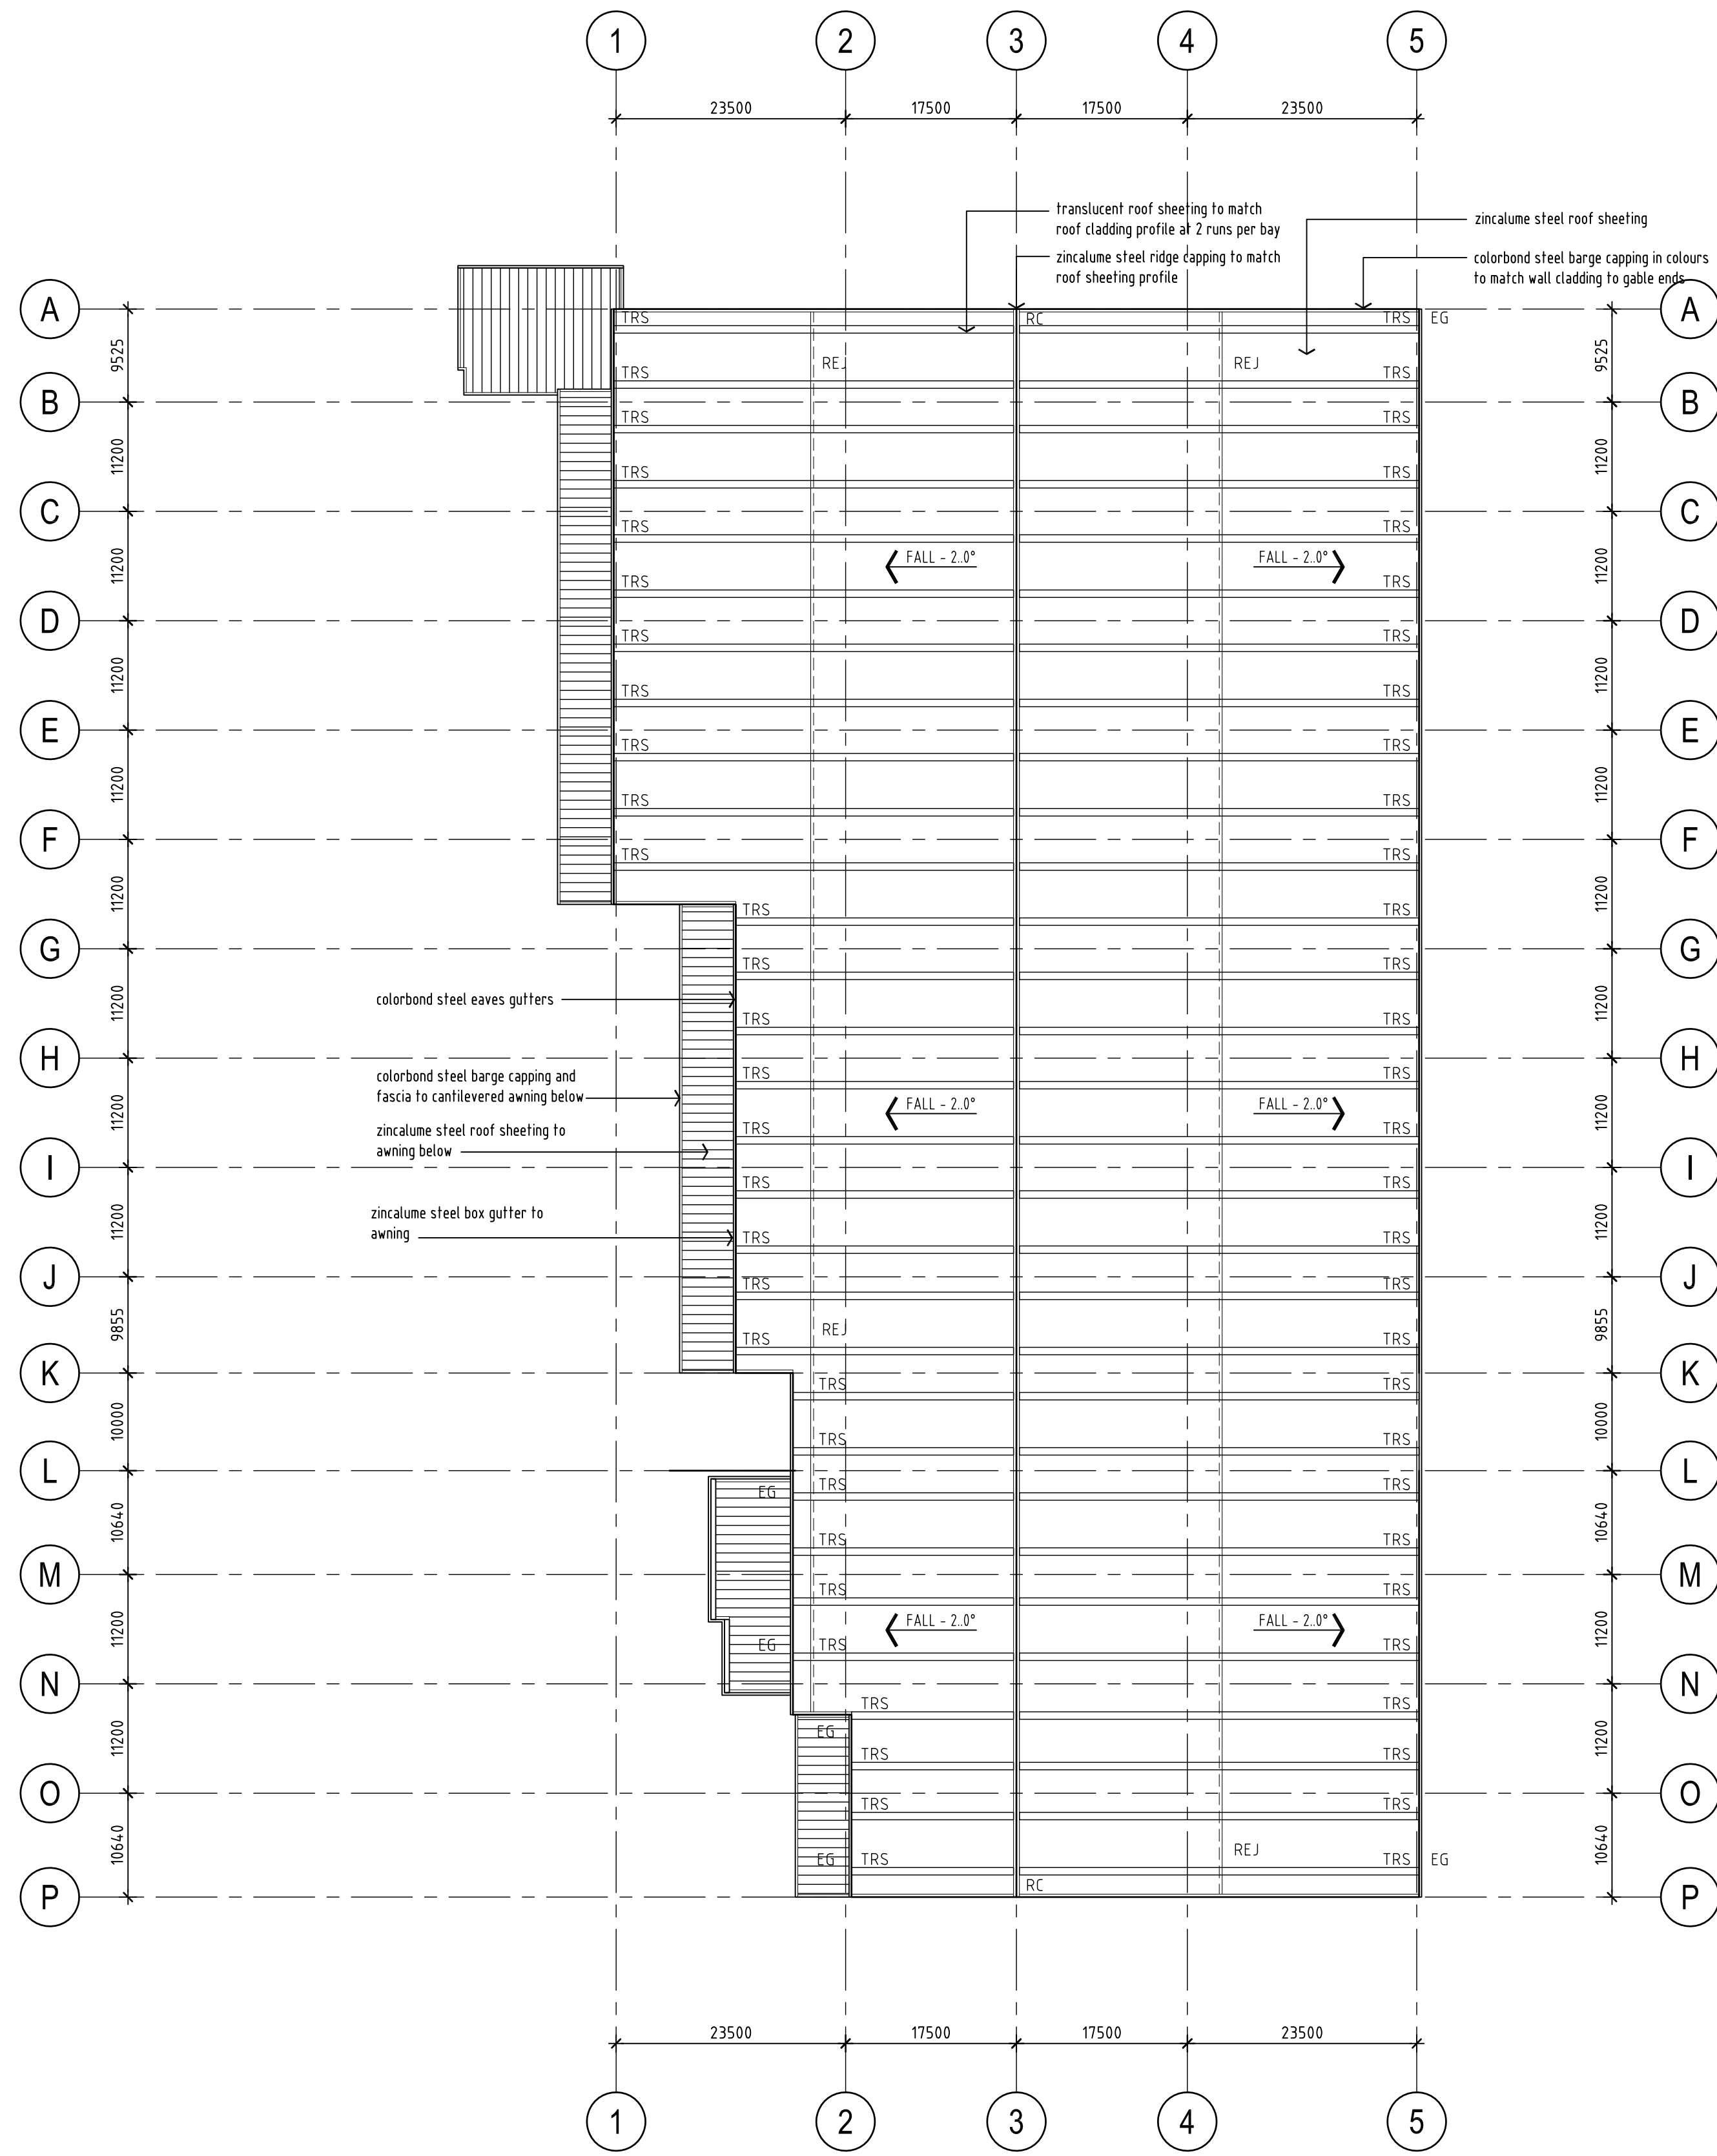 1 2 3 4 5
23500 17500 17500 23500
translucent roof sheeting to match
roof cladding profile at 2 runs per bay
zincalume steel roof sheeting
zincalume steel ridge capping to match
roof sheeting profile
colorbond steel barge capping in colours
to match wall cladding to gable ends
A A
TRS RC TRS EG
9525 9525
REJ REJ
TRS TRS
B B
TRS TRS
11200 11200
TRS TRS
C C
TRS TRS
11200 FALL - 2..0° FALL - 2..0° 11200
TRS TRS
D D
TRS TRS
11200 11200
TRS TRS
E E
TRS TRS
11200 11200
TRS TRS
F F
TRS TRS
11200 11200
TRS TRS
G G
TRS TRS
11200 11200
colorbond steel eaves gutters
TRS TRS
H H
TRS TRS
colorbond steel barge capping and
fascia to cantilevered awning below
11200 FALL - 2..0° FALL - 2..0° 11200
TRS TRS
zincalume steel roof sheeting to
awning below
I I
TRS TRS
11200 11200
zincalume steel box gutter to
awning
TRS TRS
J J
TRS TRS
9855 9855
REJ
TRS TRS
K K
TRS TRS
10000 10000
TRS TRS
L L
TRS TRS
EG
10640 10640
TRS TRS
M M
TRS TRS
11200 FALL - 2..0° FALL - 2..0° 11200
EG TRS TRS
N N
TRS TRS
11200 EG 11200
TRS TRS
O O
TRS TRS
10640 10640
REJ
EG TRS TRS EG
RC
P P
23500 17500 17500 23500
1 2 3 4 5